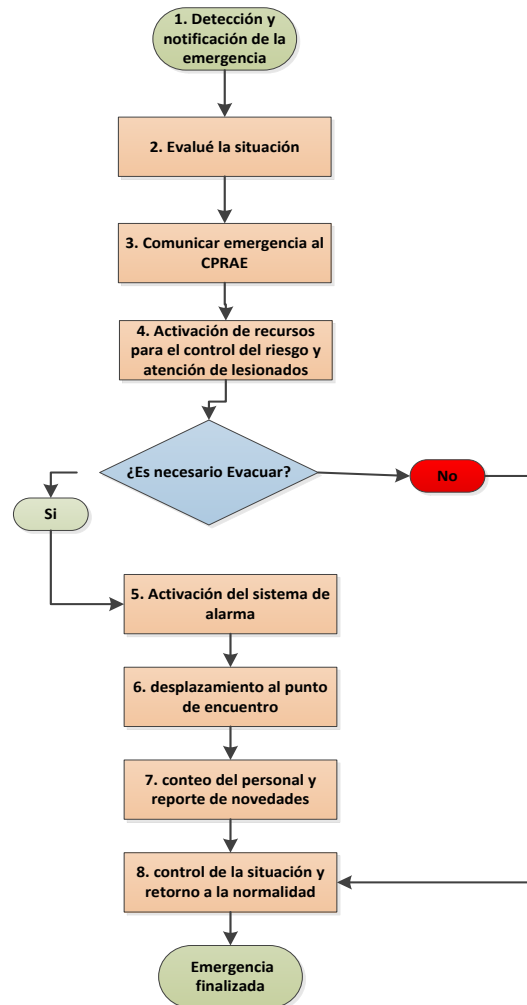 1. Detección y
notificación de la
emergencia
2. Evalué la situación
3. Comunicar emergencia al
CPRAE
4. Activación de recursos
para el control del riesgo y
atención de lesionados
¿Es necesario Evacuar?
No
Si
5. Activación del sistema de
alarma
6. desplazamiento al punto
de encuentro
7. conteo del personal y
reporte de novedades
8. control de la situación y
retorno a la normalidad
Emergencia
finalizada